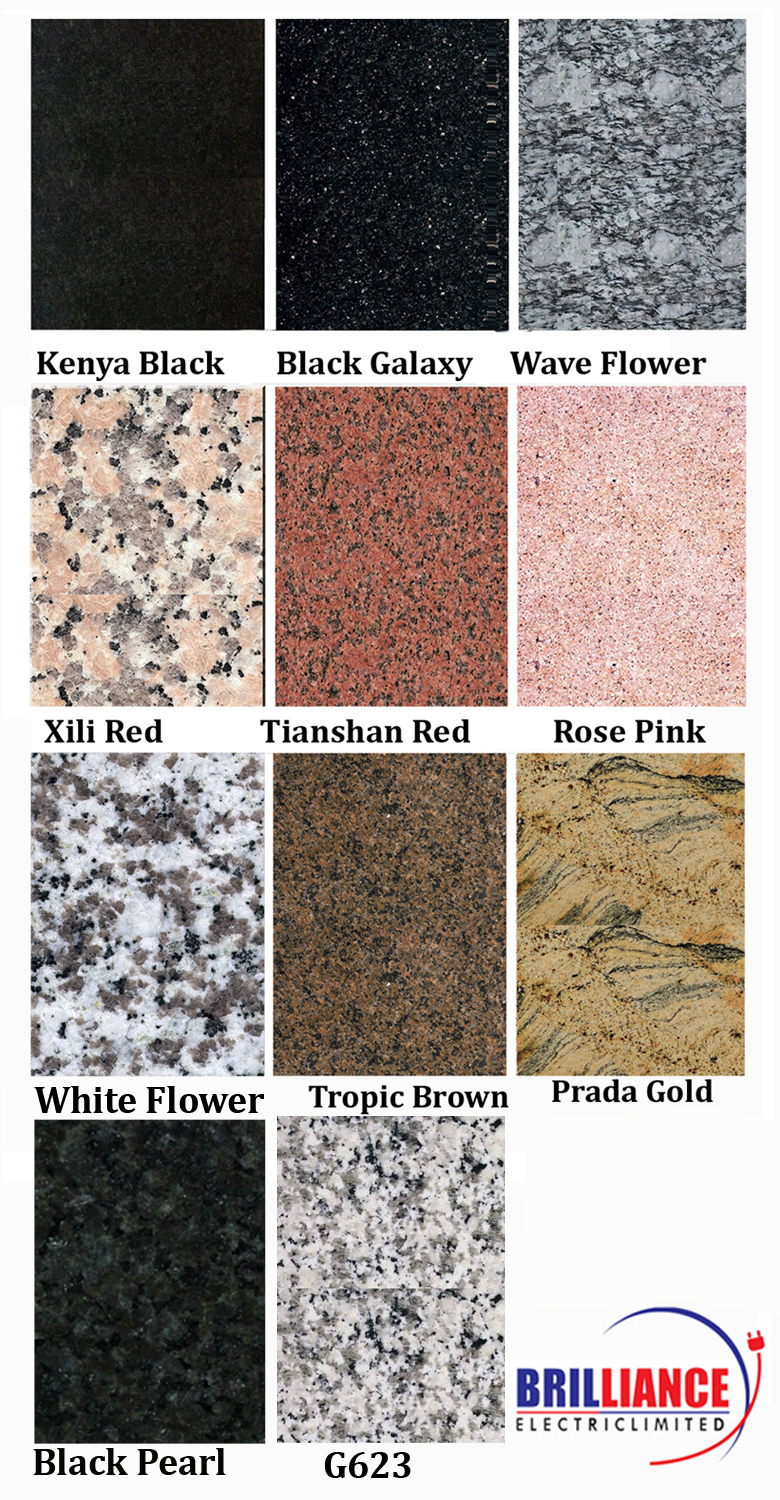 Kenya Black
Black Galaxy
Wave Flower
Xili Red
Tianshan Red
Rose Pink
White Flower
Tropic Brown
Prada Gold
Black Pearl
G623
BRILLIANCE
ELECTRICLIMITED